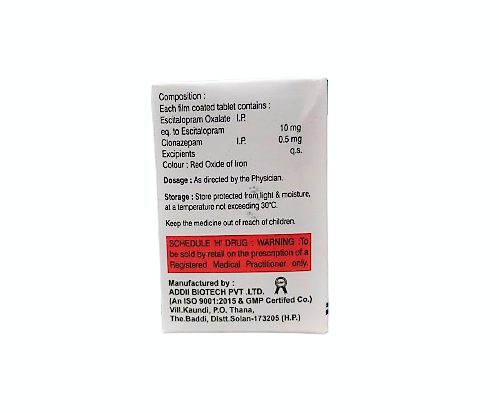 Composition :
Each film coated tablet contains :
Escitalopram Oxalate I.P.
eq. to Escitalopram 10 mg
Clonazepam I.P. 0.5 mg
Excipients q.s.
Colour : Red Oxide of Iron
Dosage : As directed by the Physician.
Storage : Store protected from light & moisture,
at a temperature not exceeding 30°C.
Keep the medicine out of reach of children.
SCHEDULE 'H' DRUG : WARNING :To
be sold by retail on the prescription of a
Registered Medical Practitioner only.
Manufactured by :
ADDII BIOTECH PVT .LTD.
(An ISO 9001:2015 & GMP Certifed Co.)
Vill.Kaundi, P.O. Thana,
The.Baddi, Distt.Solan-173205 (H.P.)